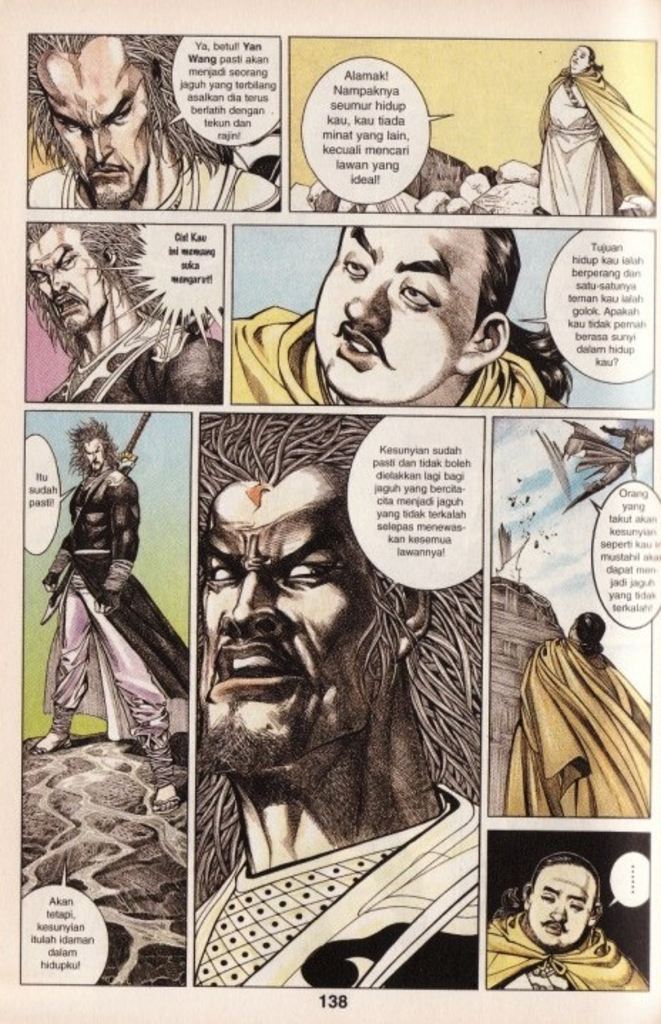 Ya, betul! Yan
Wang pasti akan
menjadi seorang
jaguh yang terbilang
asalkan dia terus
berlatih dengan
tekun dan
rajin!
Alamak!
Nampaknya
seumur hidup
kau, kau tiada
minat yang lain,
kecuali mencari
lawan yang
ideal!
Cis! Kau
ini memang
suka
mengarut!
Tujuan
hidup kau ialah
berperang dan
satu-satunya
teman kau ialah
golok. Apakah
kau tidak pernah
berasa sunyi
dalam hidup
kau?
Itu
sudah
pasti!
Akan
tetapi,
kesunyian
itulah idaman
dalam
hidupku!
Kesunyian sudah
pasti dan tidak boleh
dielakkan lagi bagi
jaguh yang bercita-
cita menjadi jaguh
yang tidak terkalah
selepas menewas-
kan kesemua
lawannya!
Orang
yang
takut akan
kesunyian
seperti kau
mustahil
dapat men-
jadi jaguh
yang tidak
terkalah!
......
138